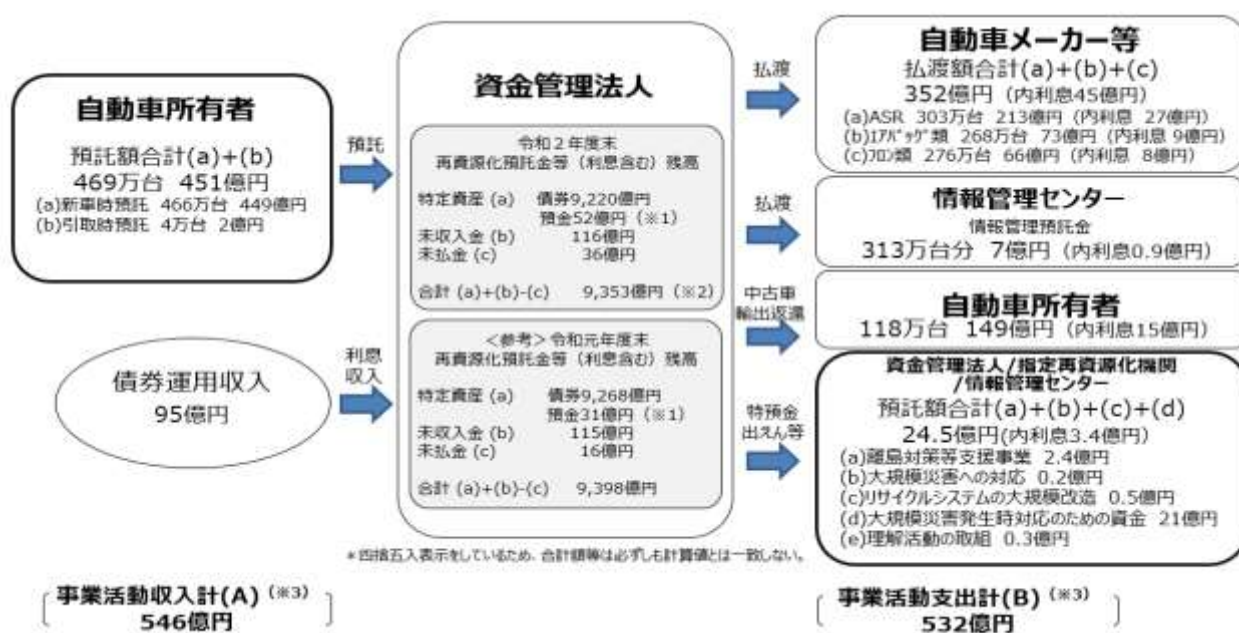 自動車所有者
預託額合計(a)+(b)
469万台 451億円
(a)新車時預託 466万台 449億円
(b)引取時預託 4万台 2億円
債券運用収入
95億円
預託
利息
収入
資金管理法人
令和2年度末
再資源化預託金等（利息含む）残高
特定資産 (a) 債券9,220億円
預金52億円（※1）
未収入金 (b) 116億円
未払金 (c) 36億円
合計 (a)+(b)-(c) 9,353億円（※2）
＜参考＞令和元年度末
再資源化預託金等（利息含む）残高
特定資産 (a) 債券9,268億円
預金31億円（※1）
未収入金 (b) 115億円
未払金 (c) 16億円
合計 (a)+(b)-(c) 9,398億円
払渡
払渡
中古車
輸出返還
特預金
出えん等
自動車メーカー等
払渡額合計(a)+(b)+(c)
352億円（内利息45億円）
(a)ASR 303万台 213億円（内利息 27億円）
(b)ｴｱﾊﾞｯｸﾞ類 268万台 73億円（内利息 9億円）
(c)ﾌﾛﾝ類 276万台 66億円（内利息 8億円）
情報管理センター
情報管理預託金
313万台分 7億円（内利息0.9億円）
自動車所有者
118万台 149億円（内利息15億円）
資金管理法人/指定再資源化機関
/情報管理センター
預託額合計(a)+(b)+(c)+(d)
24.5億円(内利息3.4億円)
(a)離島対策等支援事業 2.4億円
(b)大規模災害への対応 0.2億円
(c)リサイクルシステムの大規模改造 0.5億円
(d)大規模災害発生時対応のための資金 21億円
(e)理解活動の取組 0.3億円
＊四捨五入表示をしているため、合計額等は必ずしも計算値とは一致しない。
事業活動収入計(A) (※3)
546億円
事業活動支出計(B) (※3)
532億円